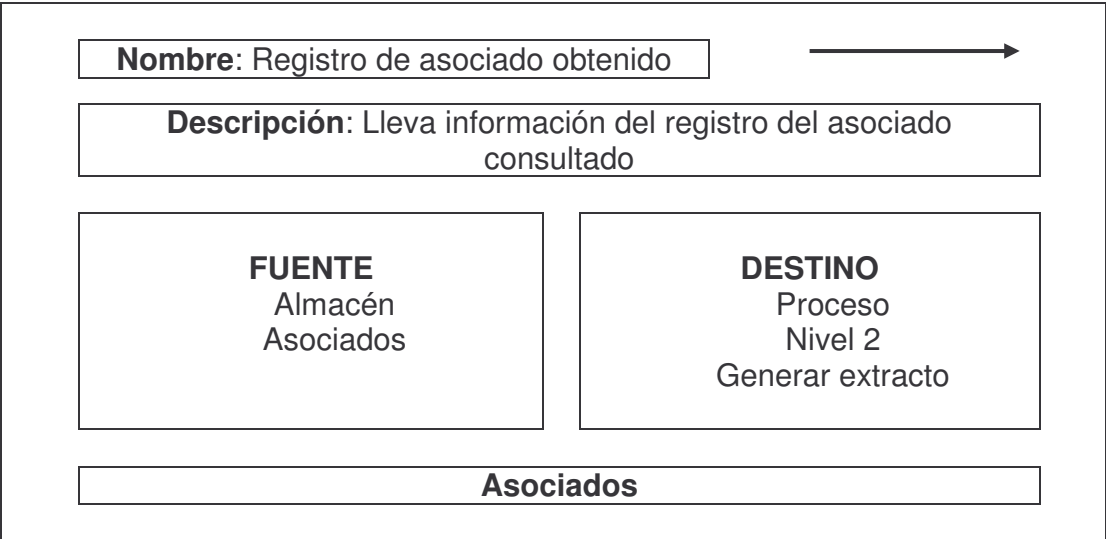 Nombre: Registro de asociado obtenido
Descripción: Lleva información del registro del asociado
consultado
FUENTE
Almacén
Asociados
DESTINO
Proceso
Nivel 2
Generar extracto
Asociados